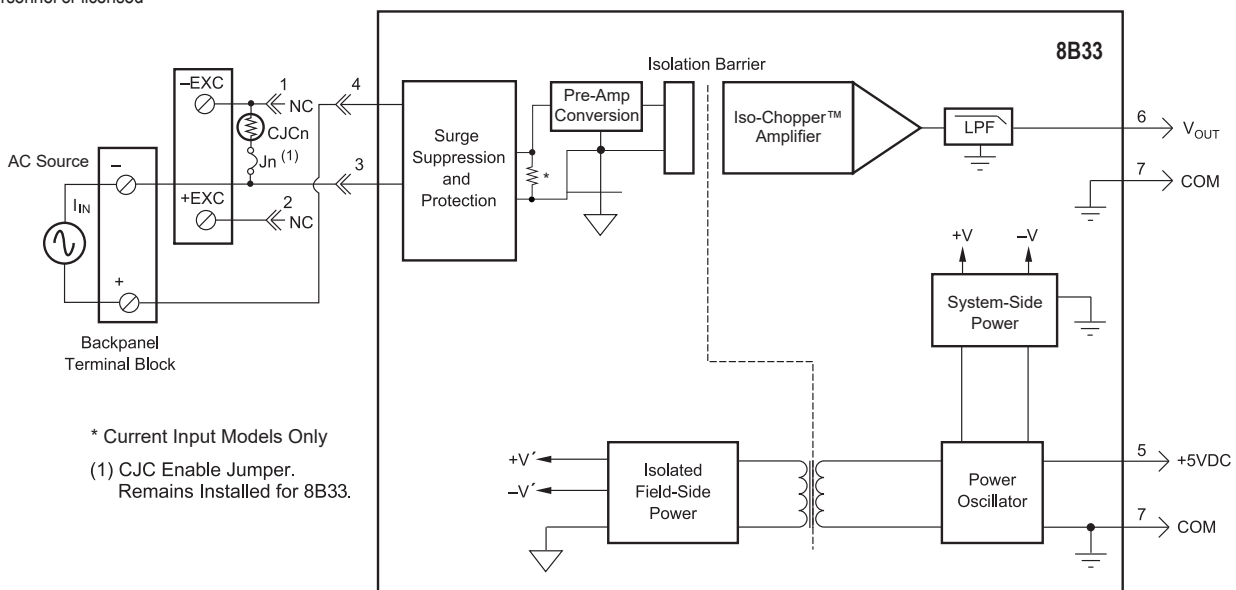 8B33
Isolation Barrier
–EXC
1
NC
4
CJCn
Jn (1)
3
+EXC
2
NC
AC Source
–
I_IN
+
Backpanel
Terminal Block
Surge
Suppression
and
Protection
Pre-Amp
Conversion
*
Iso-Chopper™
Amplifier
LPF
6
V_OUT
7
COM
+V
–V
System-Side
Power
* Current Input Models Only
(1) CJC Enable Jumper.
Remains Installed for 8B33.
+V´
–V´
Isolated
Field-Side
Power
Power
Oscillator
5
+5VDC
7
COM